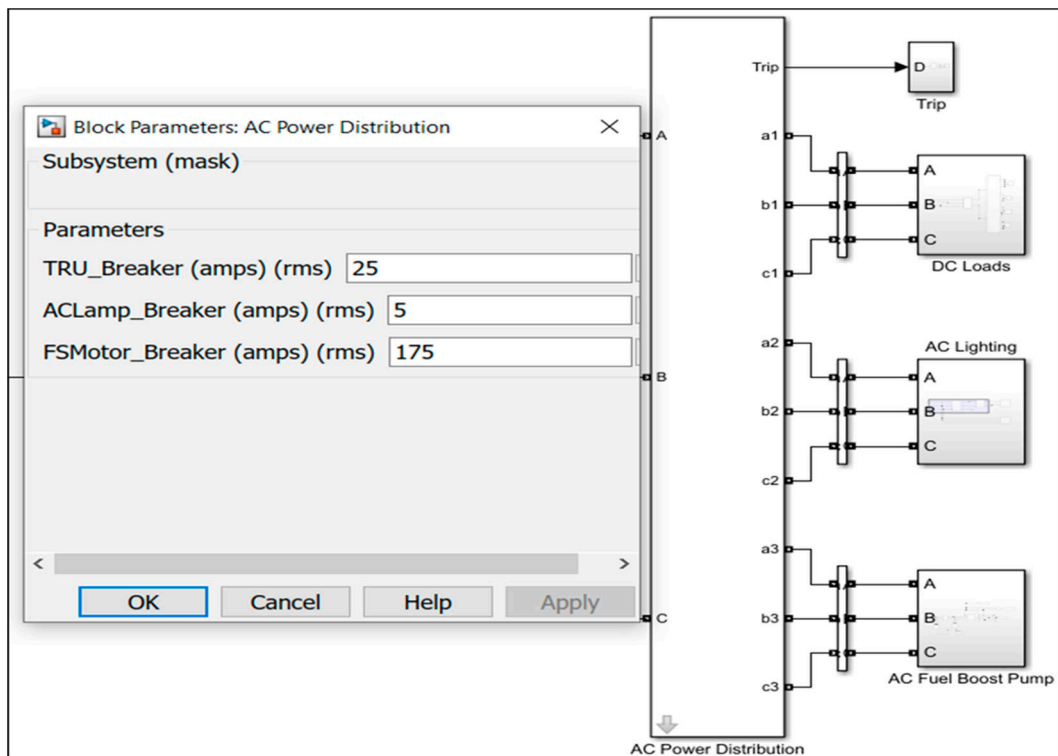 Block Parameters: AC Power Distribution
Subsystem (mask)
Parameters
TRU_Breaker (amps) (rms) 25
ACLamp_Breaker (amps) (rms) 5
FSMotor_Breaker (amps) (rms) 175
OK Cancel Help Apply
A
B
C
Trip
a1
b1
c1
a2
b2
c2
a3
b3
c3
AC Power Distribution
D
Trip
A
B
C
DC Loads
AC Lighting
A
B
C
A
B
C
AC Fuel Boost Pump